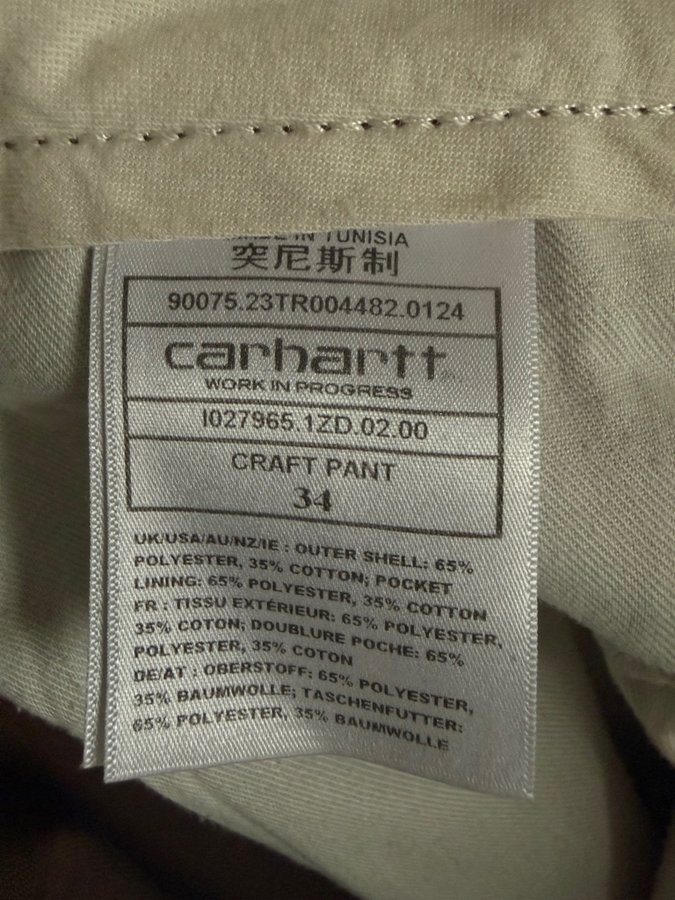 MADE IN TUNISIA
突尼斯制
90075.23TR004482.0124
carhartt
WORK IN PROGRESS
I027965.1ZD.02.00
CRAFT PANT
34
UK/USA/AU/NZ/IE : OUTER SHELL: 65%
POLYESTER, 35% COTTON; POCKET
LINING: 65% POLYESTER, 35% COTTON
FR : TISSU EXTÉRIEUR: 65% POLYESTER,
35% COTON; DOUBLURE POCHE: 65%
POLYESTER, 35% COTON
DE/AT : OBERSTOFF: 65% POLYESTER,
35% BAUMWOLLE; TASCHENFUTTER:
65% POLYESTER, 35% BAUMWOLLE